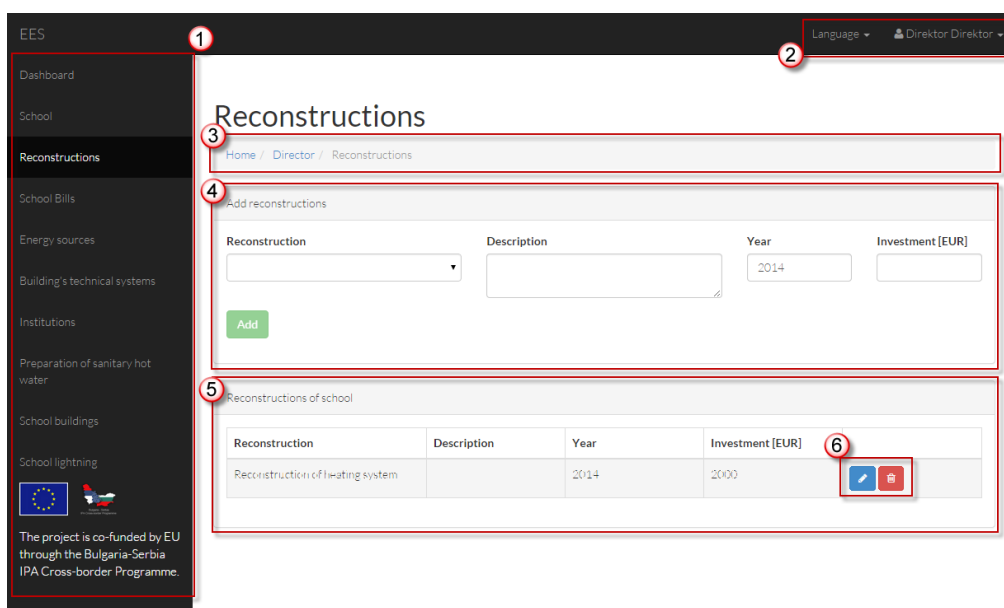 EES
1
Language
Direktor Direktor
2
Dashboard
School
Reconstructions
School Bills
Energy sources
Building's technical systems
Institutions
Preparation of sanitary hot
water
School buildings
School lightning
The project is co-funded by EU
through the Bulgaria-Serbia
IPA Cross-border Programme.
Reconstructions
3
Home / Director / Reconstructions
4
Add reconstructions
Reconstruction Description Year Investment [EUR]
2014
Add
5
Reconstructions of school
Reconstruction Description Year Investment [EUR]
6
Reconstruction of heating system 2014 2000